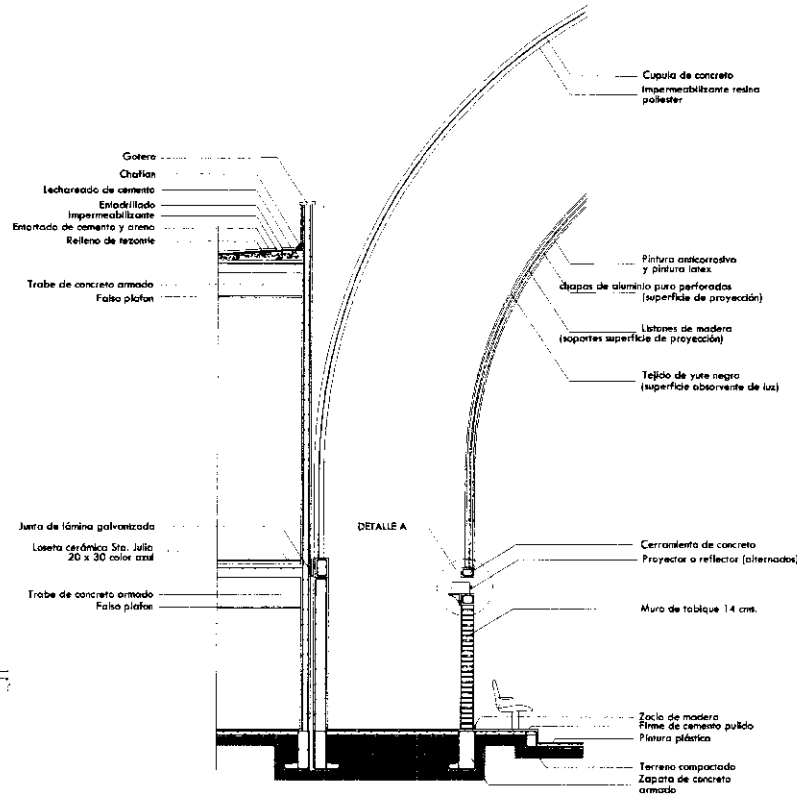 Cupula de concreto
Impermeabilizante resina
poliester
Gotero
Chaflan
Lechareado de cemento
Enladrillado
Impermeabilizante
Entortado de cemento y arena
Relleno de tezontle
Trabe de concreto armado
Falso plafon
Pintura anticorrosiva
y pintura latex
chapas de aluminio puro perforadas
(superficie de proyección)
Listones de madera
(soportes superficie de proyección)
Tejido de yute negro
(superficie absorvente de luz)
Junta de lámina galvanizada
Loseta cerámica Sta. Julia
20 x 30 color azul
DETALLE A
Cerramiento de concreto
Proyector o reflector (alternados)
Trabe de concreto armado
Falso plafon
Muro de tabique 14 cms.
Zoclo de madera
Firme de cemento pulido
Pintura plástica
Terreno compactado
Zapata de concreto
armado